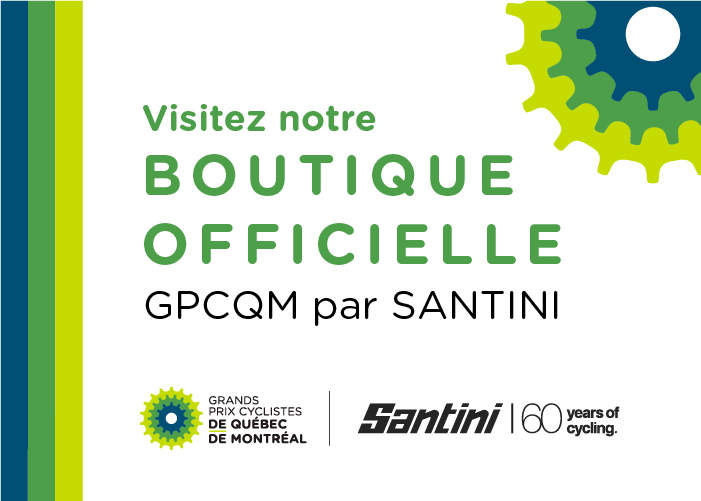 Visitez notre
BOUTIQUE
OFFICIELLE
GPCQM par SANTINI
GRANDS
PRIX CYCLISTES
DE QUÉBEC
DE MONTRÉAL
Santini | 60 years of
cycling.